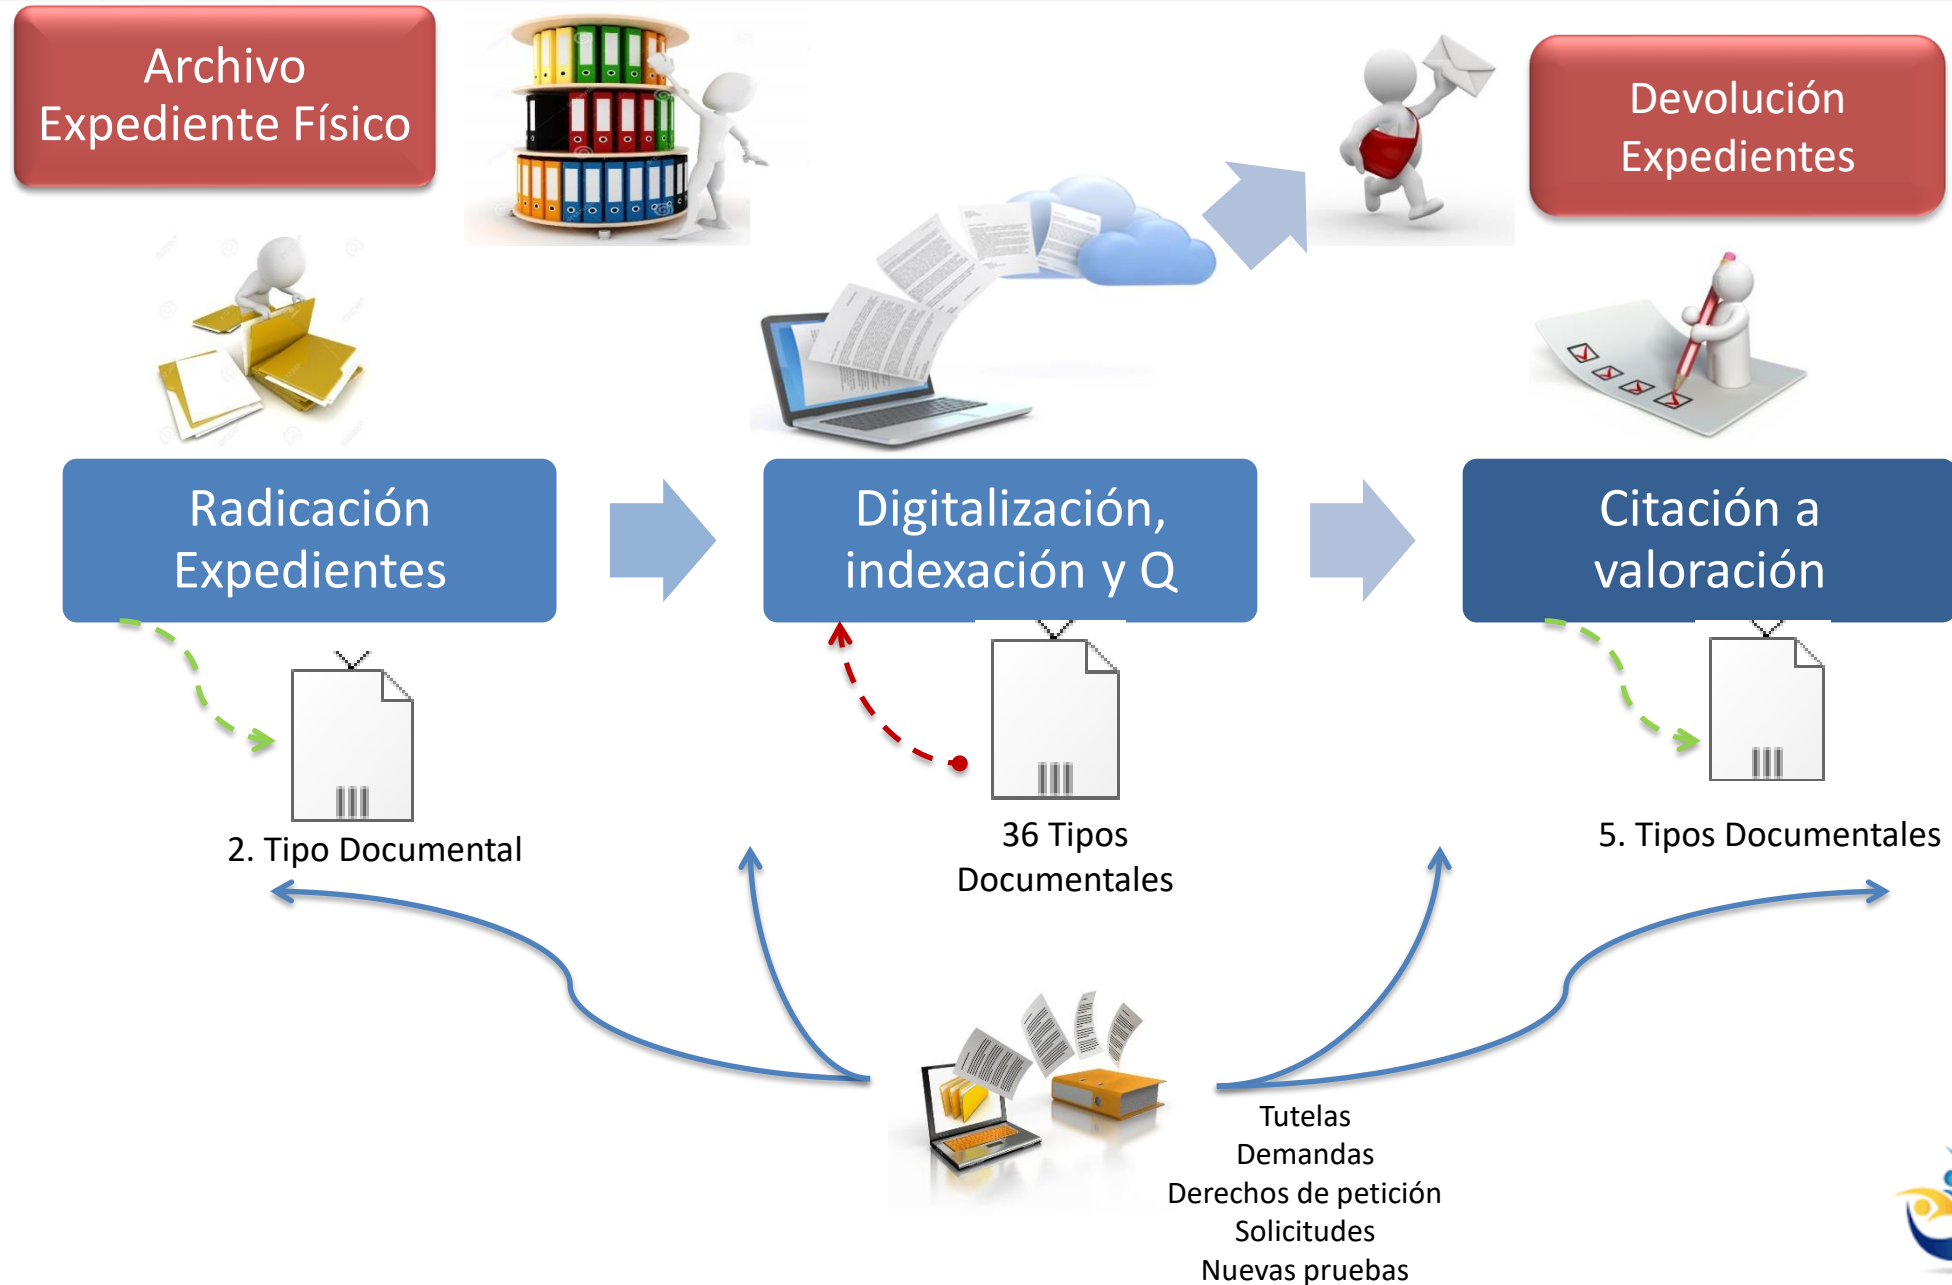 Archivo
Expediente Físico
Devolución
Expedientes
Radicación
Expedientes
Digitalización,
indexación y Q
Citación a
valoración
2. Tipo Documental
36 Tipos
Documentales
5. Tipos Documentales
Tutelas
Demandas
Derechos de petición
Solicitudes
Nuevas pruebas